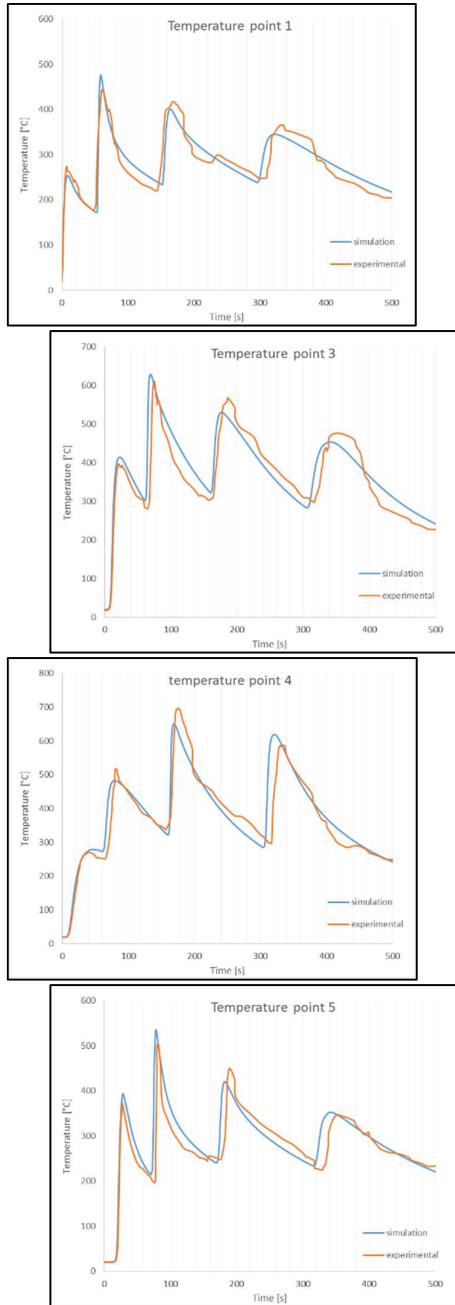 Temperature point 1
Temperature [°C]
600
500
400
300
200
100
0
simulation
experimental
0 100 200 300 400 500
Time [s]
Temperature point 3
Temperature [°C]
700
600
500
400
300
200
100
0
simulation
experimental
0 100 200 300 400 500
Time [s]
temperature point 4
Temperature [°C]
800
700
600
500
400
300
200
100
0
simulation
experimental
0 100 200 300 400 500
Time [s]
Temperature point 5
Temperature [°C]
600
500
400
300
200
100
0
simulation
experimental
0 100 200 300 400 500
Time [s]